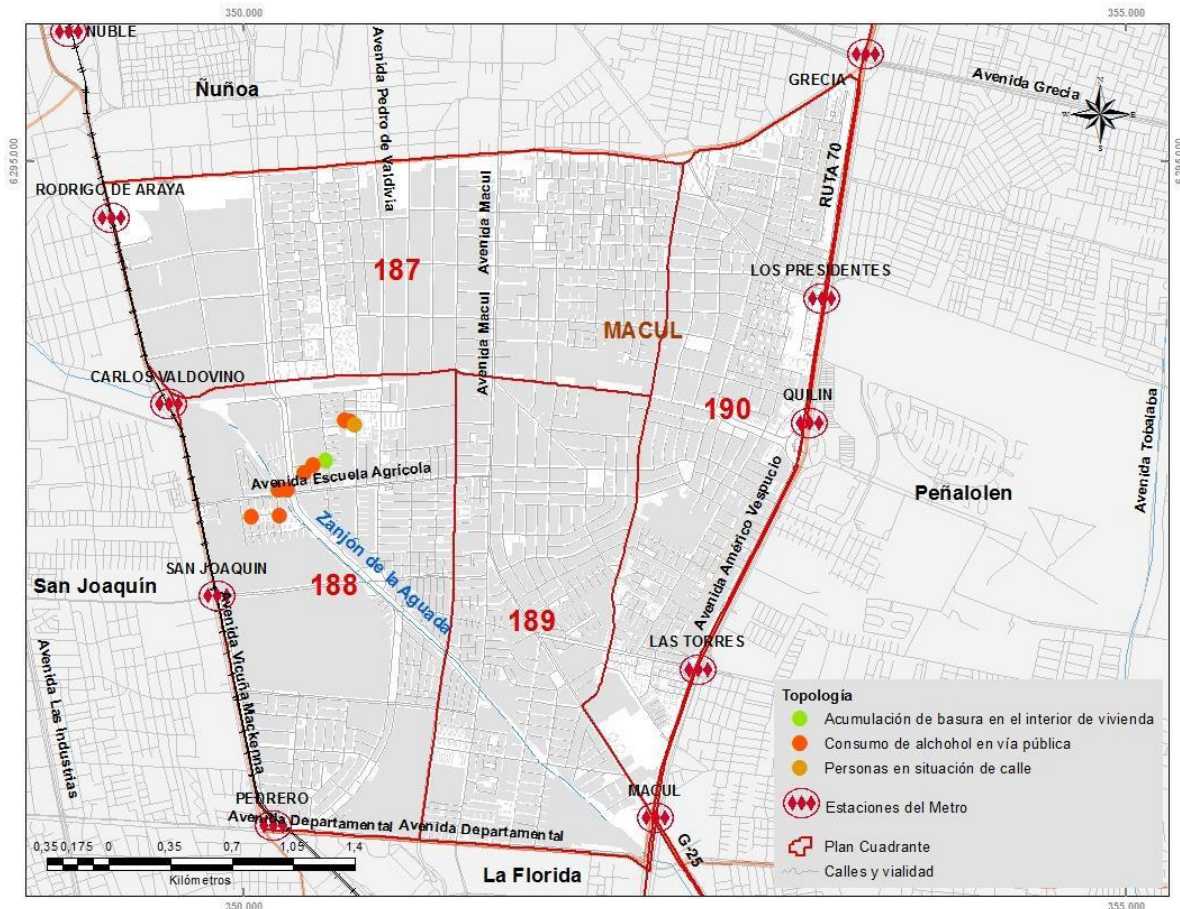 350.000
355.000
ÑUBLE
Ñuñoa
Avenida Pedro de Valdivia
GRECIA
Avenida Grecia
N
S
6295.000
6295.000
RODRIGO DE ARAYA
RUTA 70
Avenida Macul
187
LOS PRESIDENTES
Avenida Macul
MACUL
CARLOS VALDOVINO
190
QUILIN
Avenida Tobalaba
Avenida Escuela Agrícola
Peñalolen
Zanjón de la Aguada
Avenida Américo Vespucio
SAN JOAQUIN
San Joaquín
188
189
LAS TORRES
Avenida Vicuña Mackenna
Avenida Las Industrias
Topología
Acumulación de basura en el interior de vivienda
Consumo de alchohol en vía pública
Personas en situación de calle
Estaciones del Metro
Plan Cuadrante
Calles y vialidad
PEDRERO
MACUL
Avenida Departamental Avenida Departamental
G-25
0,35 0,175 0 0,35 0,7 1,05 1,4
Kilómetros
La Florida
350.000
355.000